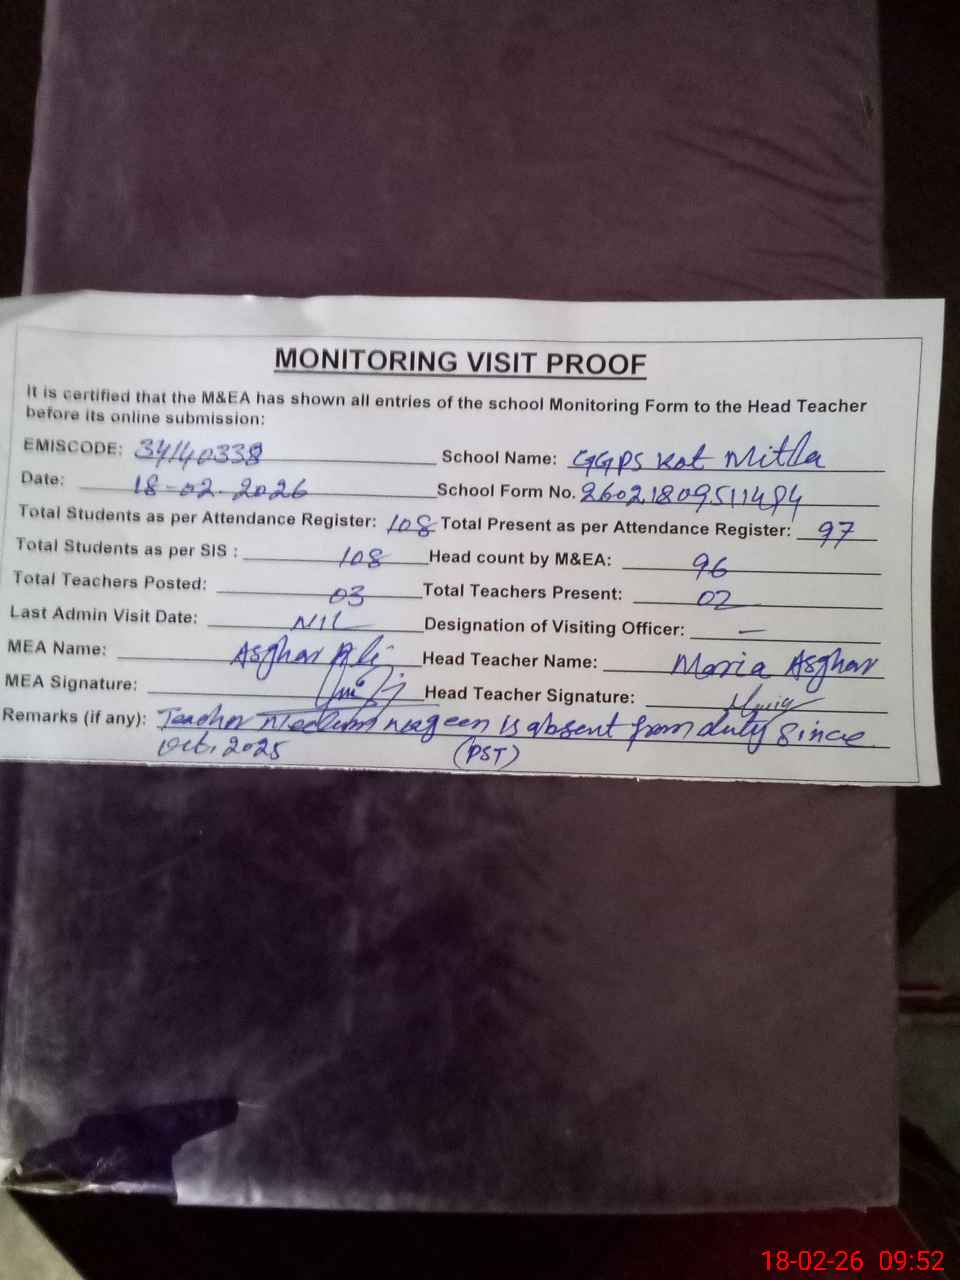 MONITORING VISIT PROOF
It is certified that the M&EA has shown all entries of the school Monitoring Form to the Head Teacher
before its online submission:
EMISCODE: 34140338 School Name: GGPS Kot Mitla
Date: 18-02-2026 School Form No. 26021809511484
Total Students as per Attendance Register: 108 Total Present as per Attendance Register: 97
Total Students as per SIS : 108 Head count by M&EA: 96
Total Teachers Posted: 03 Total Teachers Present: 02
Last Admin Visit Date: NIL Designation of Visiting Officer: —
MEA Name: Asghar Ali Head Teacher Name: Maria Asghar
MEA Signature: Head Teacher Signature:
Remarks (if any): Teacher is absent from duty since
Oct, 2025 (PST)
18-02-26 09:52